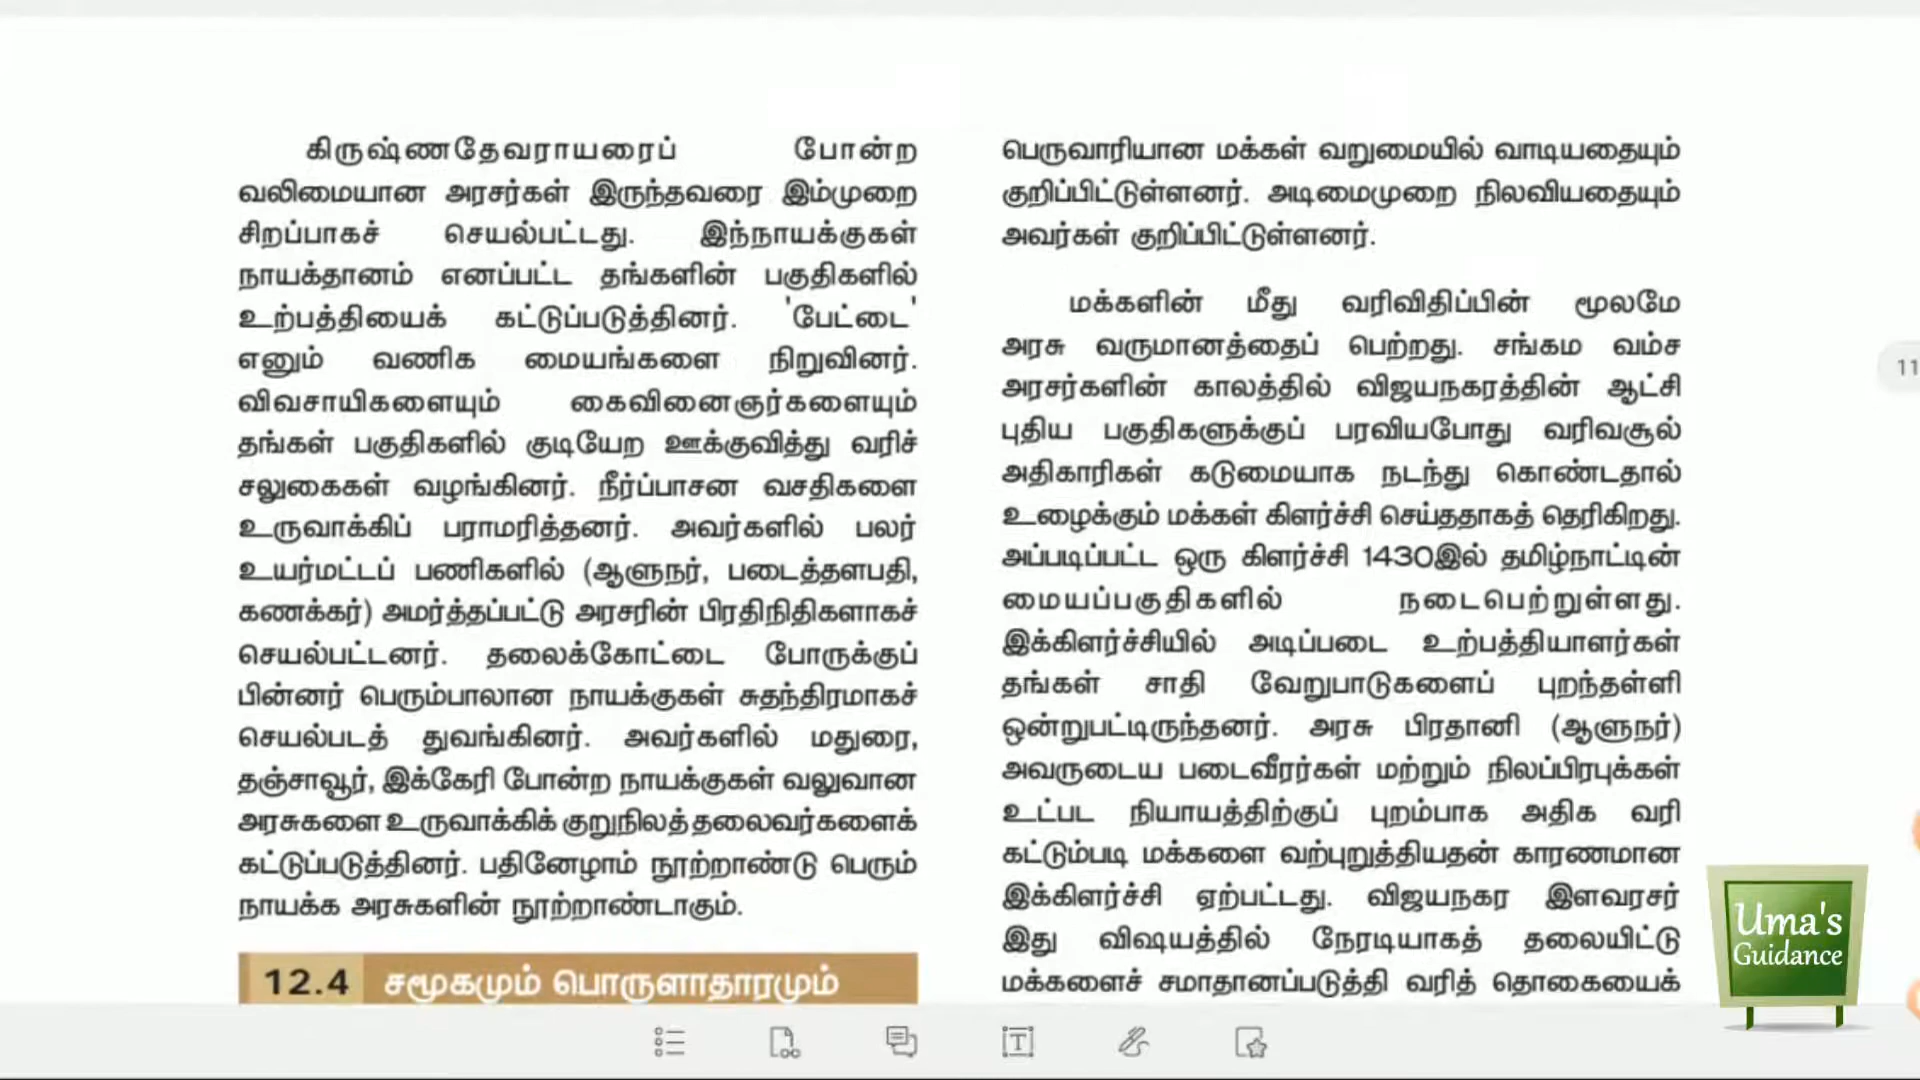 கிருஷ்ணதேவராயரைப் போன்ற
வலிமையான அரசர்கள் இருந்தவரை இம்முறை
சிறப்பாகச் செயல்பட்டது. இந்நாயக்குகள்
நாயக்தானம் எனப்பட்ட தங்களின் பகுதிகளில்
உற்பத்தியைக் கட்டுப்படுத்தினர். 'பேட்டை'
எனும் வணிக மையங்களை நிறுவினர்.
விவசாயிகளையும் கைவினைஞர்களையும்
தங்கள் பகுதிகளில் குடியேற ஊக்குவித்து வரிச்
சலுகைகள் வழங்கினர். நீர்ப்பாசன வசதிகளை
உருவாக்கிப் பராமரித்தனர். அவர்களில் பலர்
உயர்மட்டப் பணிகளில் (ஆளுநர், படைத்தளபதி,
கணக்கர்) அமர்த்தப்பட்டு அரசரின் பிரதிநிதிகளாகச்
செயல்பட்டனர். தலைக்கோட்டை போருக்குப்
பின்னர் பெரும்பாலான நாயக்குகள் சுதந்திரமாகச்
செயல்படத் துவங்கினர். அவர்களில் மதுரை,
தஞ்சாவூர், இக்கேரி போன்ற நாயக்குகள் வலுவான
அரசுகளை உருவாக்கிக் குறுநிலத் தலைவர்களைக்
கட்டுப்படுத்தினர். பதினேழாம் நூற்றாண்டு பெரும்
நாயக்க அரசுகளின் நூற்றாண்டாகும்.
12.4 சமூகமும் பொருளாதாரமும்
பெருவாரியான மக்கள் வறுமையில் வாடியதையும்
குறிப்பிட்டுள்ளனர். அடிமைமுறை நிலவியதையும்
அவர்கள் குறிப்பிட்டுள்ளனர்.
மக்களின் மீது வரிவிதிப்பின் மூலமே
அரசு வருமானத்தைப் பெற்றது. சங்கம வம்ச
அரசர்களின் காலத்தில் விஜயநகரத்தின் ஆட்சி
புதிய பகுதிகளுக்குப் பரவியபோது வரிவசூல்
அதிகாரிகள் கடுமையாக நடந்து கொண்டதால்
உழைக்கும் மக்கள் கிளர்ச்சி செய்ததாகத் தெரிகிறது.
அப்படிப்பட்ட ஒரு கிளர்ச்சி 1430இல் தமிழ்நாட்டின்
மையப்பகுதிகளில் நடைபெற்றுள்ளது.
இக்கிளர்ச்சியில் அடிப்படை உற்பத்தியாளர்கள்
தங்கள் சாதி வேறுபாடுகளைப் புறந்தள்ளி
ஒன்றுபட்டிருந்தனர். அரசு பிரதானி (ஆளுநர்)
அவருடைய படைவீரர்கள் மற்றும் நிலப்பிரபுக்கள்
உட்பட நியாயத்திற்குப் புறம்பாக அதிக வரி
கட்டும்படி மக்களை வற்புறுத்தியதன் காரணமான
இக்கிளர்ச்சி ஏற்பட்டது. விஜயநகர இளவரசர்
இது விஷயத்தில் நேரடியாகத் தலையிட்டு
மக்களைச் சமாதானப்படுத்தி வரித் தொகையைக்
11
Uma's
Guidance